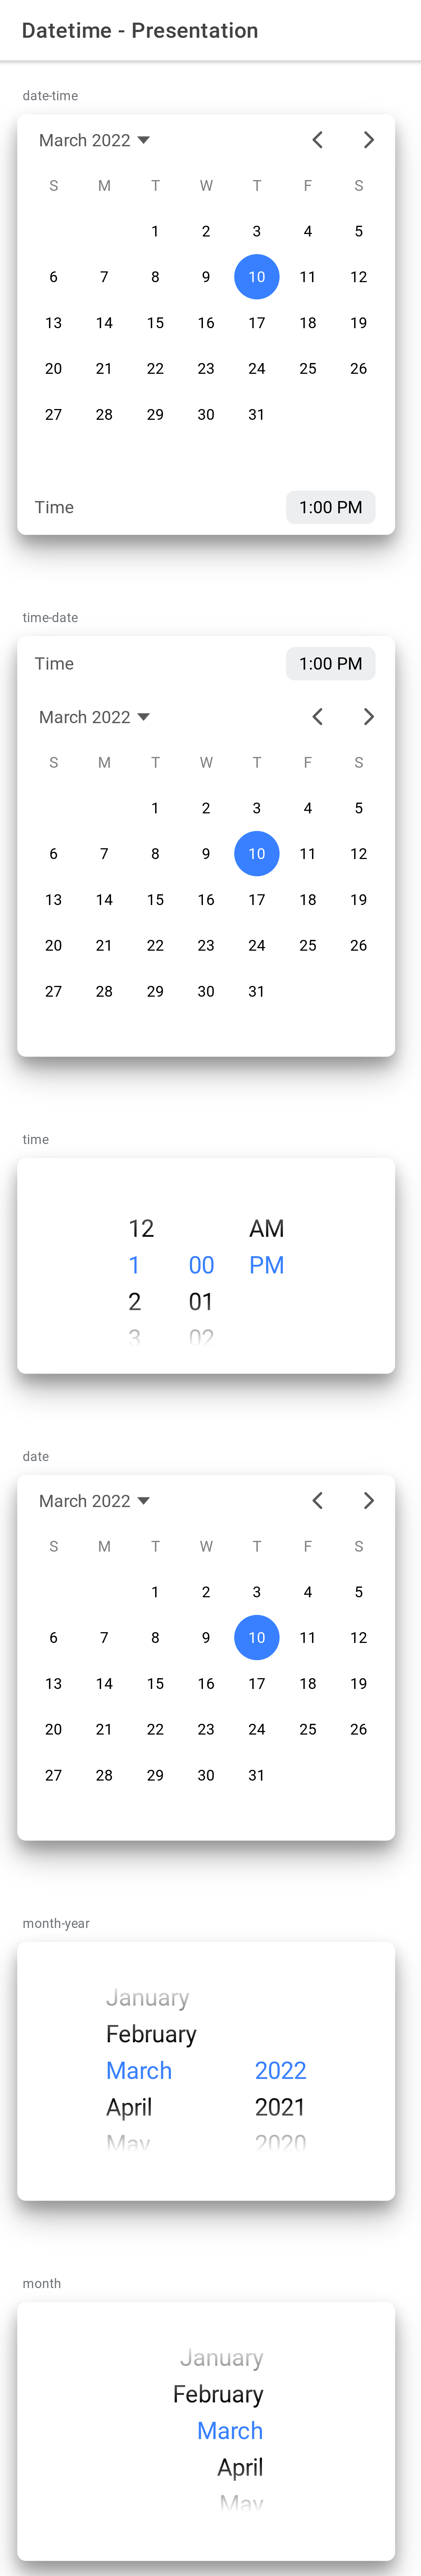 Datetime - Presentation
date-time
March 2022
S M T W T F S
1 2 3 4 5
6 7 8 9 10 11 12
13 14 15 16 17 18 19
20 21 22 23 24 25 26
27 28 29 30 31
Time 1:00 PM
time-date
Time 1:00 PM
March 2022
S M T W T F S
1 2 3 4 5
6 7 8 9 10 11 12
13 14 15 16 17 18 19
20 21 22 23 24 25 26
27 28 29 30 31
time
12 AM
1 00 PM
2 01
3 02
date
March 2022
S M T W T F S
1 2 3 4 5
6 7 8 9 10 11 12
13 14 15 16 17 18 19
20 21 22 23 24 25 26
27 28 29 30 31
month-year
January
February
March 2022
April 2021
May 2020
month
January
February
March
April
May